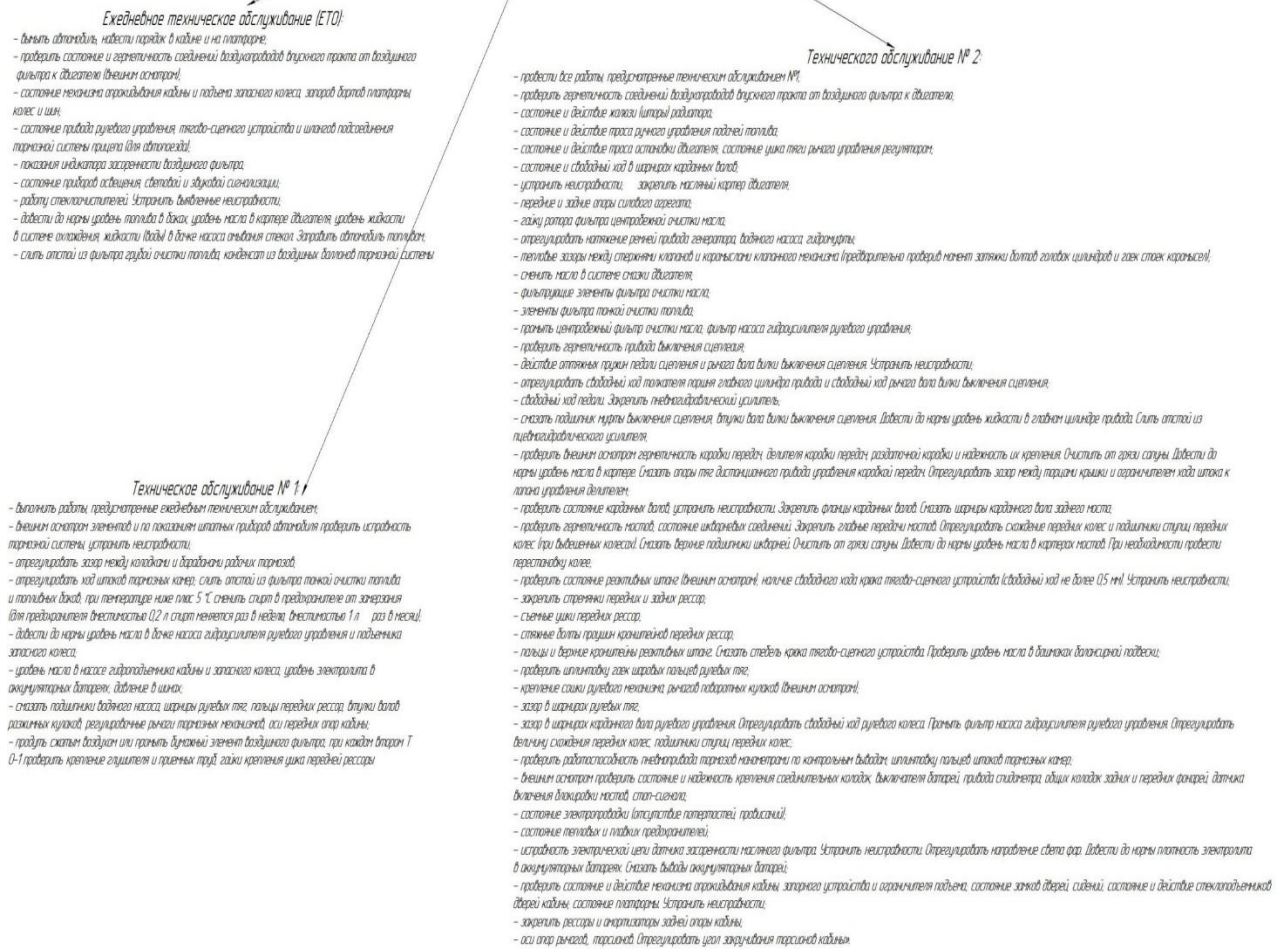 Ежедневное техническое обслуживание (ЕТО):
- вымыть автомобиль, навести порядок в кабине и на платформе;
- проверить состояние и герметичность соединений воздухопроводов впускного тракта от воздушного
фильтра к двигателю (внешним осмотром);
- состояние механизма опрокидывания кабины и подъема запасного колеса, запоров бортов платформы,
колес и шин;
- состояние привода рулевого управления, тягово-сцепного устройства и шлангов подсоединения
тормозной системы прицепа (для автопоезда);
- показания индикатора засоренности воздушного фильтра;
- состояние приборов освещения, световой и звуковой сигнализации;
- работу стеклоочистителей. Устранить выявленные неисправности;
- довести до нормы уровень топлива в баках, уровень масла в картере двигателя, уровень жидкости
в системе охлаждения, жидкости (воды) в бачке насоса омывания стекол. Заправить автомобиль топливом;
- слить отстой из фильтра грубой очистки топлива, конденсат из воздушных баллонов тормозной системы
Техническое обслуживание № 1:
- выполнить работы, предусмотренные ежедневным техническим обслуживанием;
- внешним осмотром элементов и по показаниям штатных приборов автомобиля проверить исправность
тормозной системы, устранить неисправности;
- отрегулировать зазор между колодками и барабанами рабочих тормозов;
- отрегулировать ход штоков тормозных камер; слить отстой из фильтра тонкой очистки топлива
и топливных баков; при температуре ниже плюс 5 °С сменить спирт в предохранителе от замерзания
(для предохранителя вместимостью 0,2 л спирт меняется раз в неделю, вместимостью 1 л раз в месяц);
- довести до нормы уровень масла в бачке насоса гидроусилителя рулевого управления и подъемника
запасного колеса;
- уровень масла в насосе гидроподъемника кабины и запасного колеса, уровень электролита в
аккумуляторных батареях, давление в шинах;
- смазать подшипники водяного насоса, шарниры рулевых тяг, пальцы передних рессор, втулки валов
разжимных кулаков, регулировочные рычаги тормозных механизмов, оси передних опор кабины;
- продуть сжатым воздухом или промыть бумажный элемент воздушного фильтра; при каждом втором Т
О-1 проверить крепление глушителя и приемных труб, гайки крепления ушка передней рессоры
Технического обслуживание № 2:
- провести все работы, предусмотренные техническим обслуживанием №1;
- проверить герметичность соединений воздухопроводов впускного тракта от воздушного фильтра к двигателю;
- состояние и действие жалюзи (шторы) радиатора;
- состояние и действие троса ручного управления подачей топлива;
- состояние и действие троса остановки двигателя, состояние ушка тяги рычага управления регулятором;
- состояние и свободный ход в шарнирах карданных валов;
- устранить неисправности; закрепить масляный картер двигателя;
- передние и задние опоры силового агрегата;
- гайку ротора фильтра центробежной очистки масла;
- отрегулировать натяжение ремней привода генератора, водяного насоса, гидромуфты;
- тепловые зазоры между стержнями клапанов и коромыслами клапанного механизма (предварительно проверив момент затяжки болтов головок цилиндров и гаек стоек коромысел);
- сменить масло в системе смазки двигателя;
- фильтрующие элементы фильтра очистки масла;
- элементы фильтра тонкой очистки топлива;
- промыть центробежный фильтр очистки масла, фильтр насоса гидроусилителя рулевого управления;
- проверить герметичность привода выключения сцепления;
- действие оттяжных пружин педали сцепления и рычага вала вилки выключения сцепления. Устранить неисправности;
- отрегулировать свободный ход толкателя поршня главного цилиндра привода и свободный ход рычага вала вилки выключения сцепления;
- свободный ход педали. Закрепить пневмогидравлический усилитель;
- смазать подшипник муфты выключения сцепления, втулки вала вилки выключения сцепления. Довести до нормы уровень жидкости в главном цилиндре привода. Слить отстой из
пневмогидравлического усилителя;
- проверить внешним осмотром герметичность коробки передач, делителя коробки передач, раздаточной коробки и надежность их крепления. Очистить от грязи сапуны. Довести до
нормы уровень масла в картере. Смазать опоры тяг дистанционного привода управления коробкой передач. Отрегулировать зазор между торцами крышки и ограничителем хода штока к
лапана управления делителем;
- проверить состояние карданных валов, устранить неисправности. Закрепить фланцы карданных валов. Смазать шарниры карданного вала заднего моста;
- проверить герметичность мостов, состояние шкворневых соединений. Закрепить главные передачи мостов. Отрегулировать схождение передних колес и подшипники ступиц передних
колес (при вывешенных колесах). Смазать верхние подшипники шкворней. Очистить от грязи сапуны. Довести до нормы уровень масла в картерах мостов. При необходимости провести
перестановку колес.
- проверить состояние реактивных штанг (внешним осмотром), наличие свободного хода крюка тягово-сцепного устройства (свободный ход не более 0,5 мм). Устранить неисправности;
- закрепить стремянки передних и задних рессор;
- съемные ушки передних рессор;
- стяжные болты проушин кронштейнов передних рессор;
- пальцы и верхние кронштейны реактивных штанг. Смазать стебель крюка тягово-сцепного устройства. Проверить уровень масла в башмаках балансирной подвески;
- проверить шплинтовку гаек шаровых пальцев рулевых тяг;
- крепление сошки рулевого механизма, рычагов поворотных кулаков (внешним осмотром);
- зазор в шарнирах рулевых тяг;
- зазор в шарнирах карданного вала рулевого управления. Отрегулировать свободный ход рулевого колеса. Промыть фильтр насоса гидроусилителя рулевого управления. Отрегулировать
величину схождения передних колес, подшипники ступиц передних колес;
- проверить работоспособность пневмопривода тормозов манометрами по контрольным выводам, шплинтовку пальцев штоков тормозных камер;
- внешним осмотром проверить состояние и надежность крепления соединительных колодок, выключателя батарей, привода спидометра, общих колодок задних и передних фонарей, датчика
включения блокировки мостов, стоп-сигнала;
- состояние электропроводки (отсутствие потертостей, провисаний);
- состояние тепловых и плавких предохранителей;
- исправность электрической цепи датчика засоренности масляного фильтра. Устранить неисправности. Отрегулировать направление света фар. Довести до нормы плотность электролита
в аккумуляторных батареях. Смазать выводы аккумуляторных батарей;
- проверить состояние и действие механизма опрокидывания кабины, запорного устройства и ограничителя подъема, состояние замков дверей, сидений, состояние и действие стеклоподъемников
дверей кабины, состояние платформы. Устранить неисправности;
- закрепить рессоры и амортизаторы задней опоры кабины;
- оси опор рычагов, торсионов. Отрегулировать угол закручивания торсионов кабины».